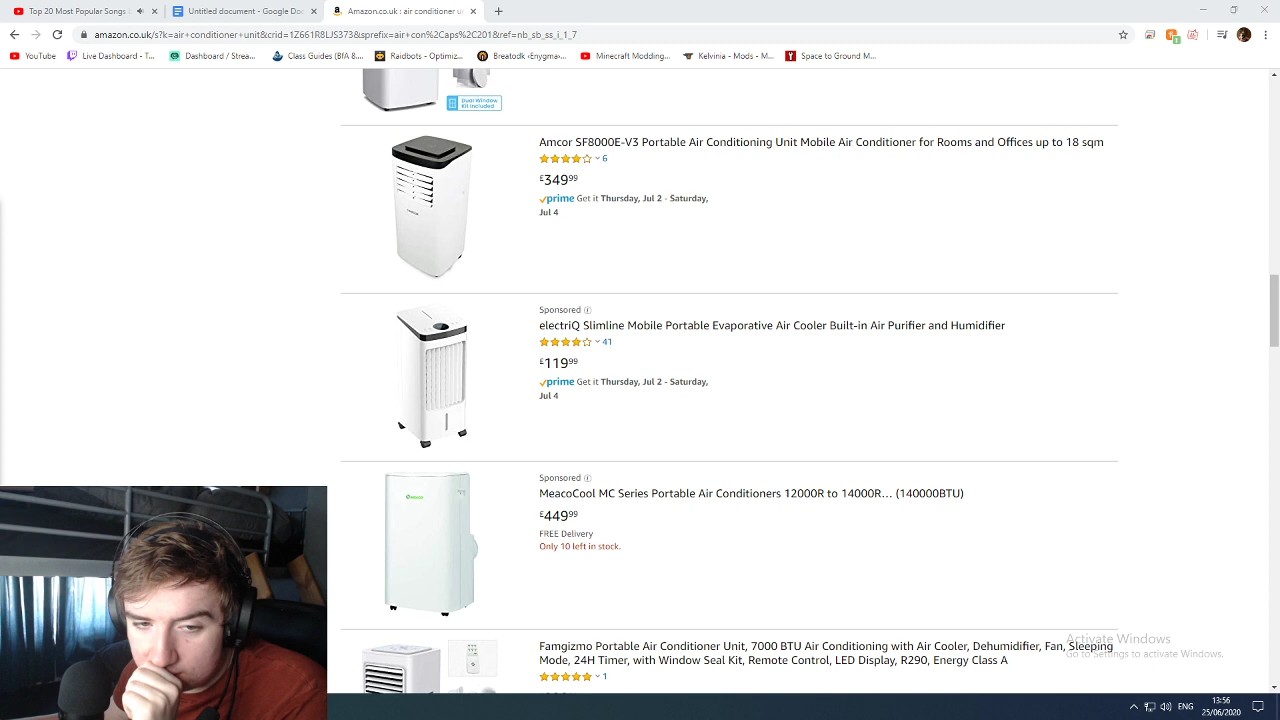 Top 20 Most Popular Songs
Untitled document - Google Doc
Amazon.co.uk : air conditioner un
amazon.co.uk/s?k=air+conditioner+unit&crid=1Z661R8LJS373&sprefix=air+con%2Caps%2C201&ref=nb_sb_ss_i_1_7
YouTube
Live Dashboard - T...
Dashboard / Strea...
Class Guides (BfA &...
Raidbots - Optimiz...
Breatodk ‹Enygma›...
Minecraft Modding...
Kelvinia - Mods - M...
Space to Ground M...
Dual Window
Kit Included
Amcor SF8000E-V3 Portable Air Conditioning Unit Mobile Air Conditioner for Rooms and Offices up to 18 sqm
6
£349.99
prime Get it Thursday, Jul 2 - Saturday,
Jul 4
Sponsored
electriQ Slimline Mobile Portable Evaporative Air Cooler Built-in Air Purifier and Humidifier
41
£119.99
prime Get it Thursday, Jul 2 - Saturday,
Jul 4
Sponsored
MeacoCool MC Series Portable Air Conditioners 12000R to 14000R... (140000BTU)
£449.99
FREE Delivery
Only 10 left in stock.
Famgizmo Portable Air Conditioner Unit, 7000 BTU Air Conditioning with Air Cooler, Dehumidifier, Fan, Sleeping
Mode, 24H Timer, with Window Seal Kit, Remote Control, LED Display, R290, Energy Class A
1
Activate Windows
Go to Settings to activate Windows.
ENG
13:56
25/06/2020